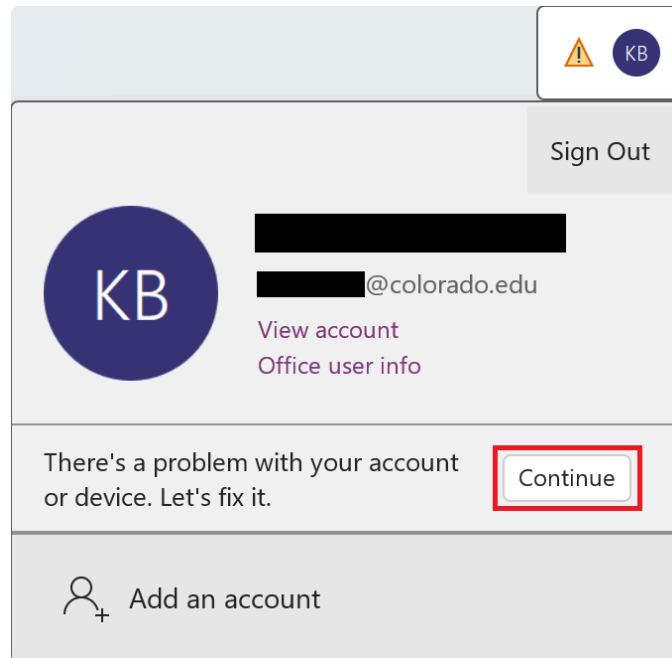 KB
Sign Out
KB
@colorado.edu
View account
Office user info
There's a problem with your account
or device. Let's fix it.
Continue
Add an account